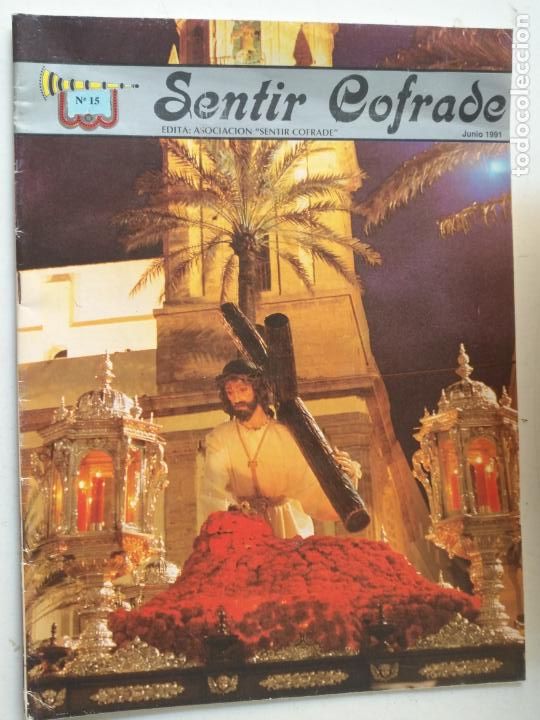 Nº 15
Sentir Cofrade
EDITA: ASOCIACION "SENTIR COFRADE"
Junio 1991
todocoleccion